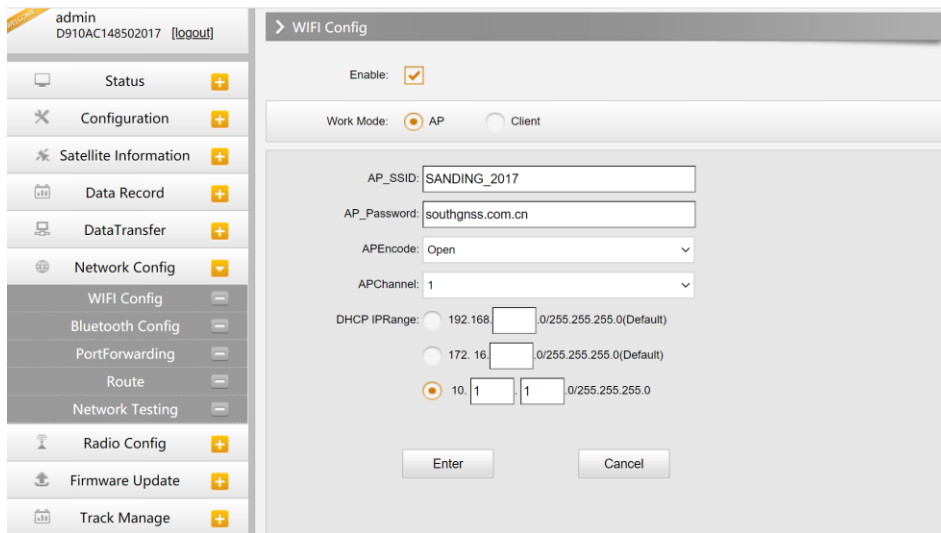 WELCOME
admin
D910AC148502017 [logout]
Status
Configuration
Satellite Information
Data Record
DataTransfer
Network Config
WIFI Config
Bluetooth Config
PortForwarding
Route
Network Testing
Radio Config
Firmware Update
Track Manage
WIFI Config
Enable:
Work Mode: AP Client
AP_SSID: SANDING_2017
AP_Password: southgnss.com.cn
APEncode: Open
APChannel: 1
DHCP IPRange: 192.168. .0/255.255.255.0(Default)
172. 16. .0/255.255.255.0(Default)
10. 1 . 1 .0/255.255.255.0
Enter Cancel